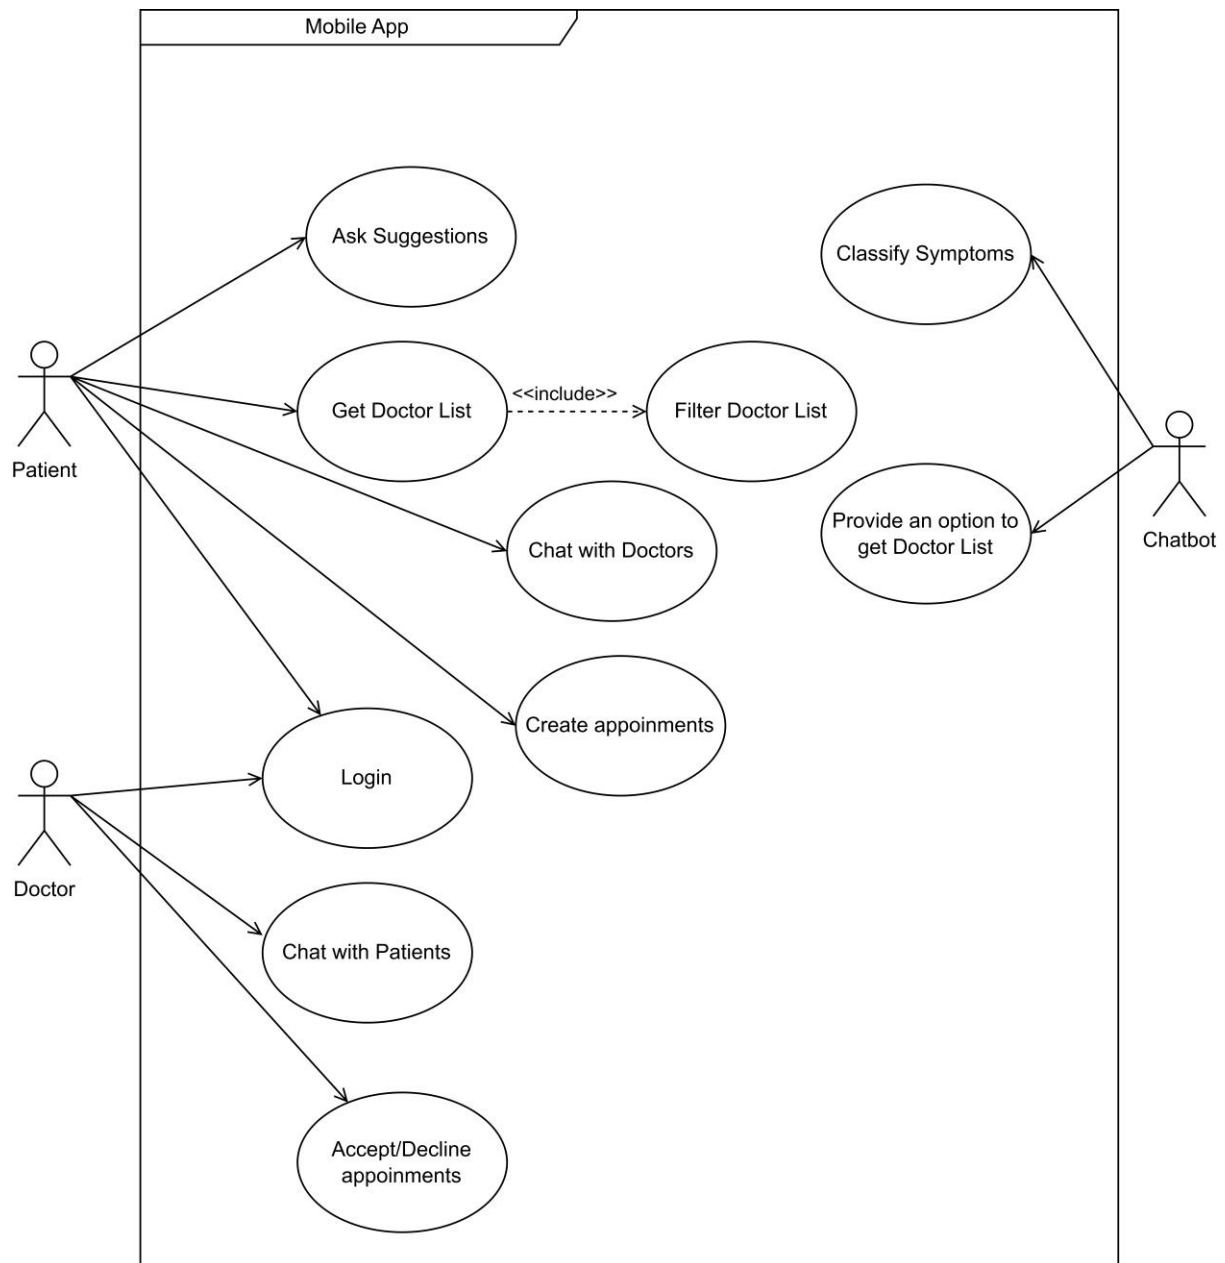 Mobile App
Ask Suggestions
Classify Symptoms
Get Doctor List
<<include>>
Filter Doctor List
Patient
Chat with Doctors
Provide an option to
get Doctor List
Chatbot
Create appoinments
Login
Doctor
Chat with Patients
Accept/Decline
appoinments